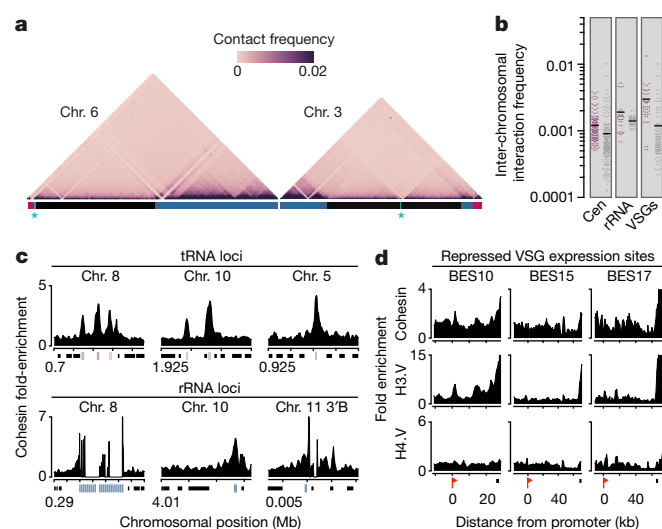 a
Contact frequency
0 0.02
Chr. 6
Chr. 3
*
*
b
Inter-chromosomal
interaction frequency
0.01
0.001
0.0001
Cen
rRNA
VSGs
c
tRNA loci
Chr. 8 Chr. 10 Chr. 5
Cohesin fold-enrichment
5
0
0.7 1.925 0.925
rRNA loci
Chr. 8 Chr. 10 Chr. 11 3′B
7
0
0.29 4.01 0.005
Chromosomal position (Mb)
d
Repressed VSG expression sites
BES10 BES15 BES17
Fold enrichment
Cohesin
4
2
0
H3.V
15
0
H4.V
6
0
0 20 0 20 0 40
Distance from promoter (kb)